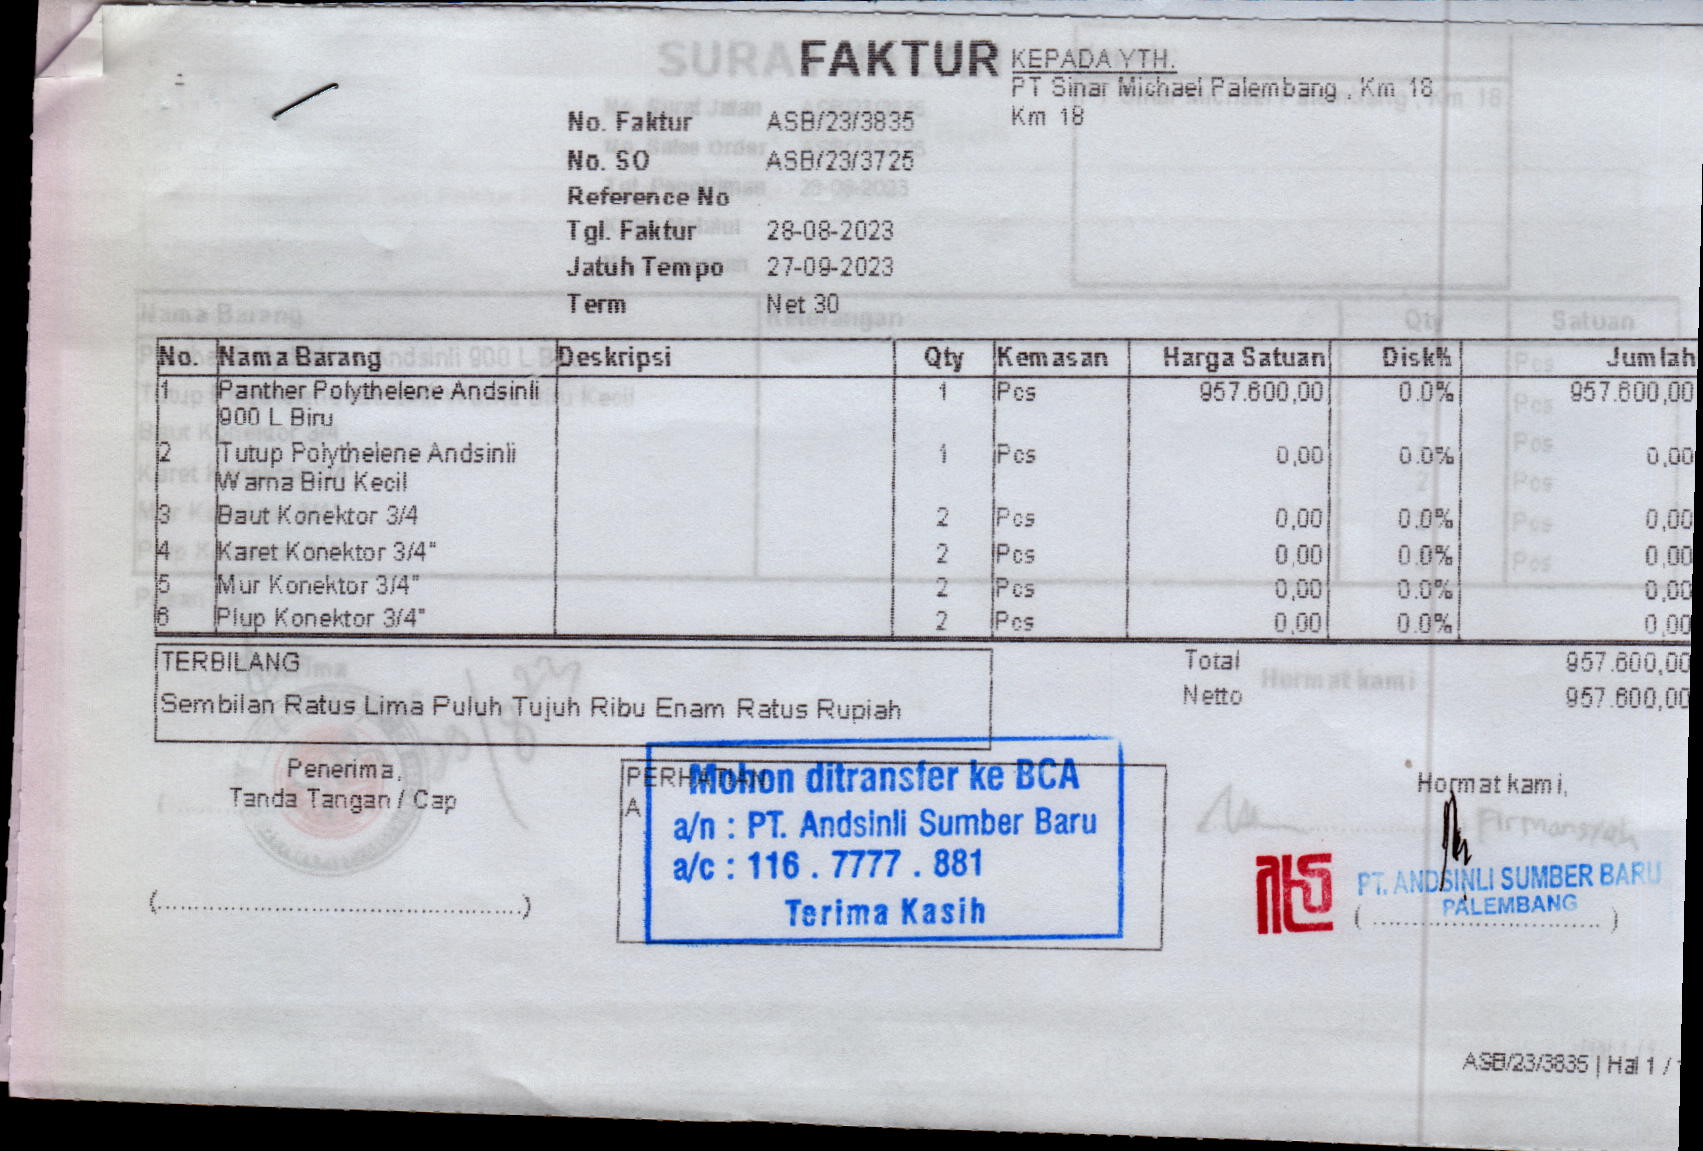 FAKTUR
KEPADA YTH.
PT Sinar Michael Palembang , Km 18
Km 18
No. Faktur ASB/23/3835
No. SO ASB/23/3725
Reference No
Tgl. Faktur 28-08-2023
Jatuh Tempo 27-09-2023
Term Net 30
No. Nama Barang Deskripsi Qty Kemasan Harga Satuan Disk% Jumlah
1 Panther Polythelene Andsinli 1 Pcs 957.600,00 0.0% 957.600,00
900 L Biru
2 Tutup Polythelene Andsinli 1 Pcs 0,00 0.0% 0,00
Warna Biru Kecil
3 Baut Konektor 3/4 2 Pcs 0,00 0.0% 0,00
4 Karet Konektor 3/4" 2 Pcs 0,00 0.0% 0,00
5 Mur Konektor 3/4" 2 Pcs 0,00 0.0% 0,00
6 Plup Konektor 3/4" 2 Pcs 0,00 0.0% 0,00
TERBILANG
Sembilan Ratus Lima Puluh Tujuh Ribu Enam Ratus Rupiah
Total 957.600,00
Netto 957.600,00
Penerima,
Tanda Tangan / Cap
(..............................................)
PERHATIAN
A
Mohon ditransfer ke BCA
a/n : PT. Andsinli Sumber Baru
a/c : 116 . 7777 . 881
Terima Kasih
Hormat kami,
Firmansyah
PT. ANDSINLI SUMBER BARU
PALEMBANG
(..............................)
ASB/23/3835 | Hal 1 /